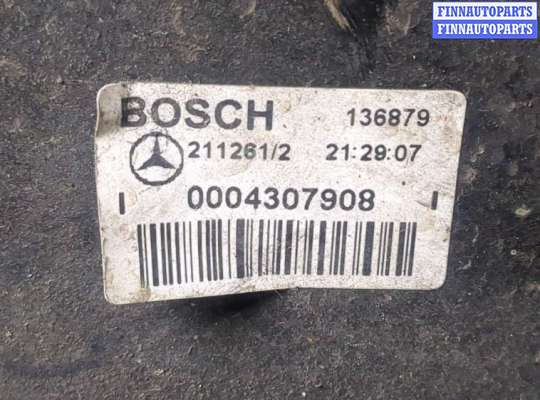 FINNAUTOPARTS
FINNAUTOPARTS
BOSCH 136879
211261/2 21:29:07
0004307908